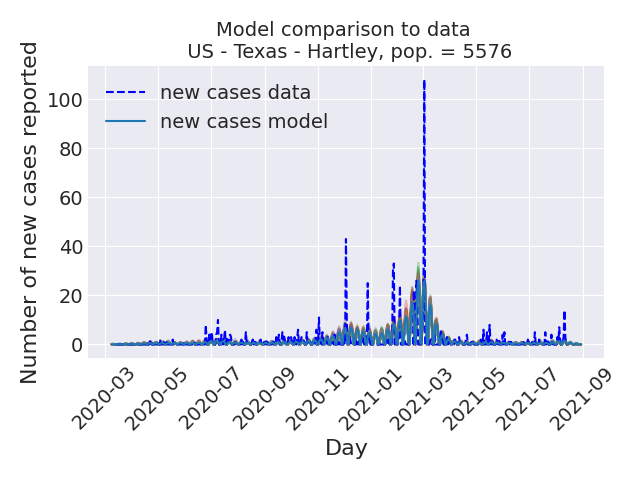 Model comparison to data
US - Texas - Hartley, pop. = 5576
Number of new cases reported
100
80
60
40
20
0
new cases data
new cases model
2020-03
2020-05
2020-07
2020-09
2020-11
2021-01
2021-03
2021-05
2021-07
2021-09
Day